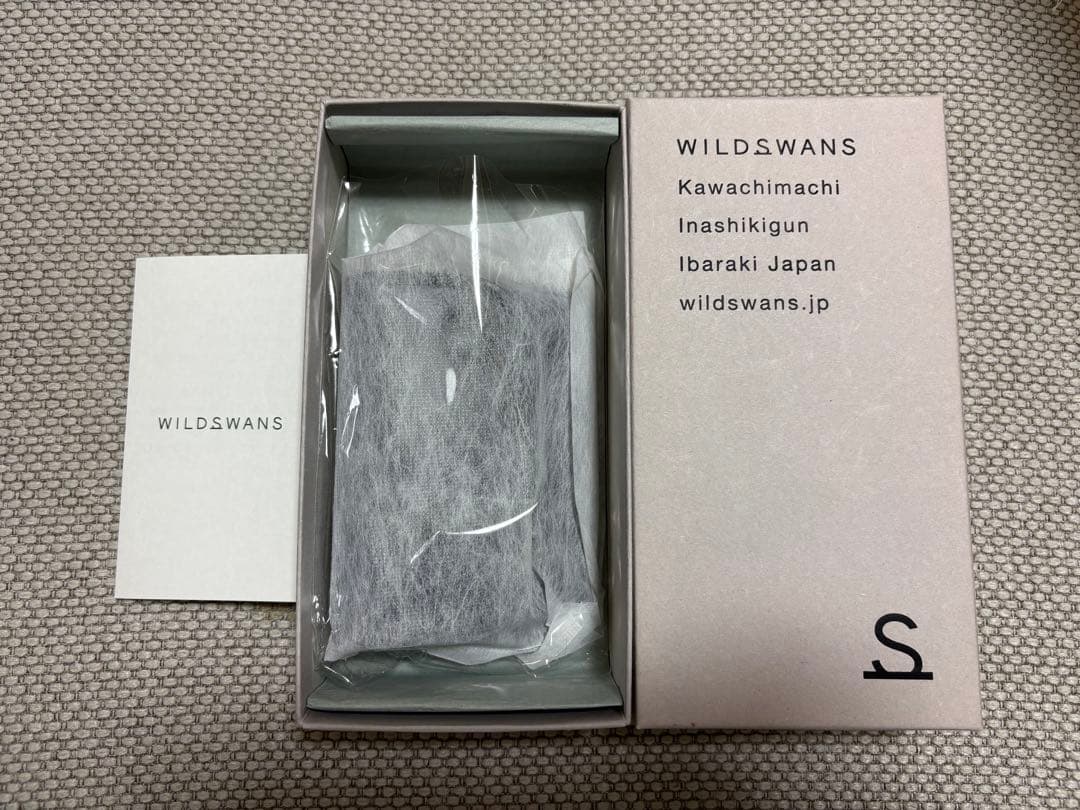 WILDSWANS
WILDSWANS
Kawachimachi
Inashikigun
Ibaraki Japan
wildswans.jp
S